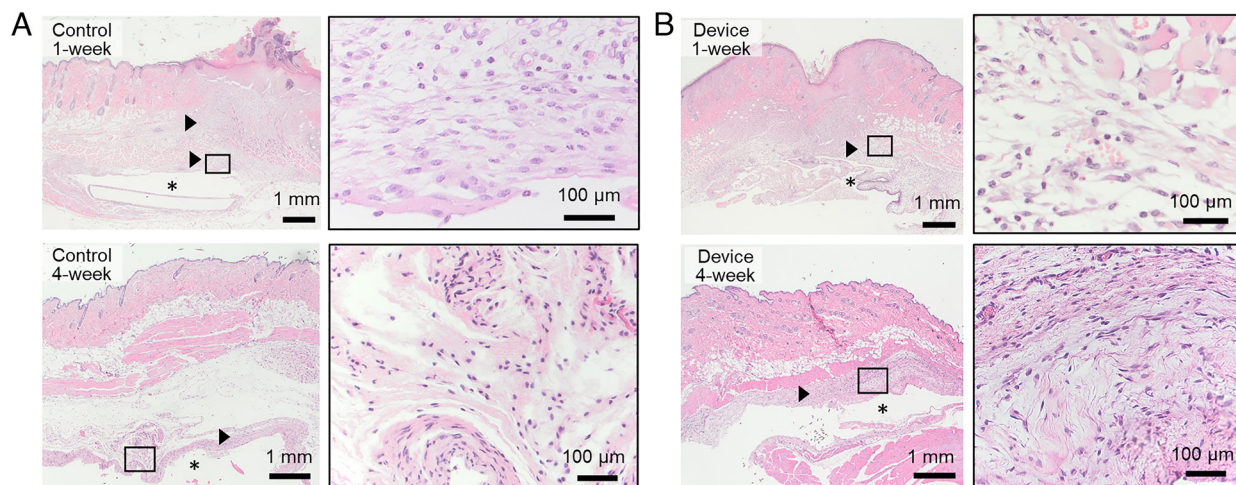 A
Control
1-week
*
1 mm
100 µm
B
Device
1-week
*
1 mm
100 µm
Control
4-week
*
1 mm
100 µm
Device
4-week
*
1 mm
100 µm